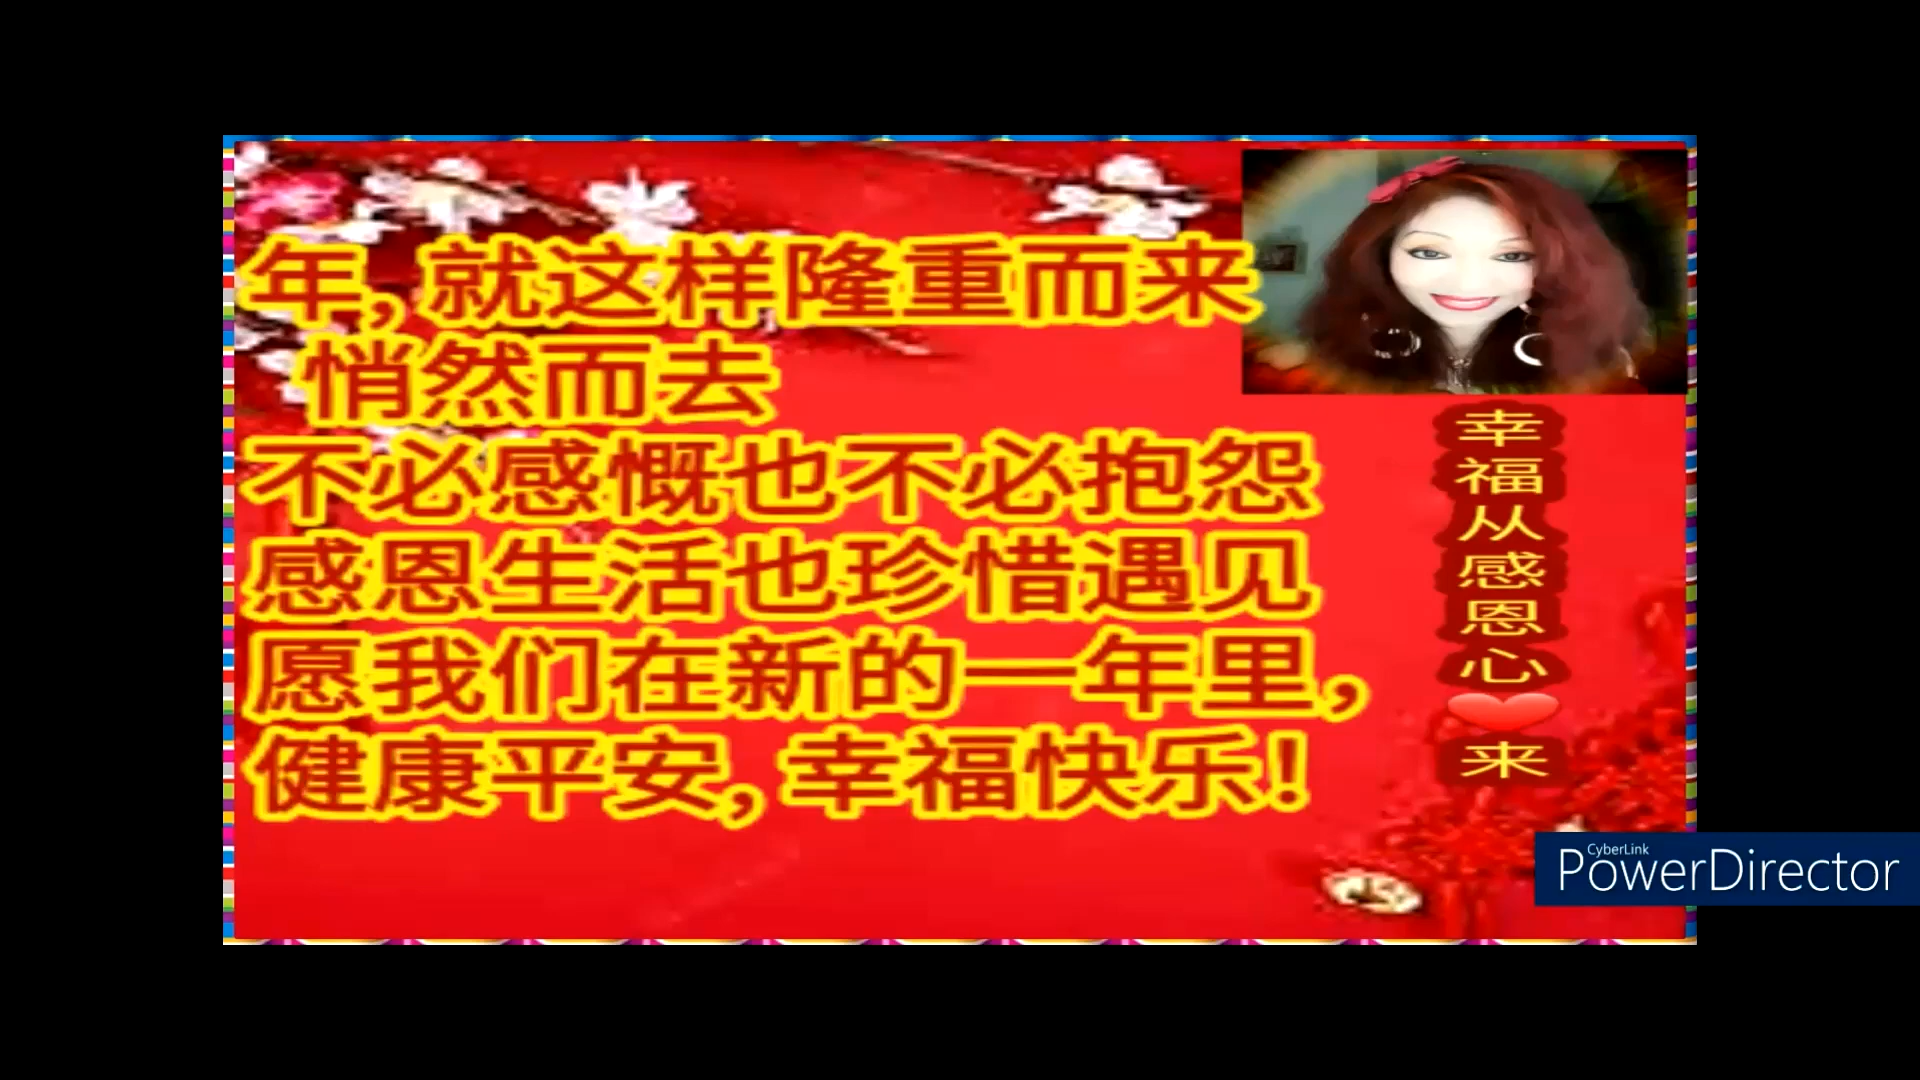 年, 就这样隆重而来
悄然而去
不必感慨也不必抱怨
感恩生活也珍惜遇见
愿我们在新的一年里，
健康平安, 幸福快乐！
幸福从感恩心❤️来
CyberLink
PowerDirector